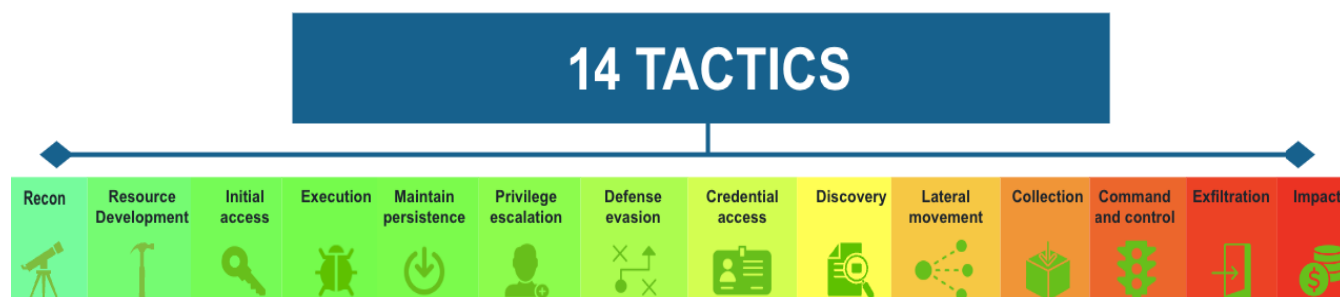 14 TACTICS
Recon
Resource
Development
Initial
access
Execution
Maintain
persistence
Privilege
escalation
Defense
evasion
Credential
access
Discovery
Lateral
movement
Collection
Command
and control
Exfiltration
Impact
$